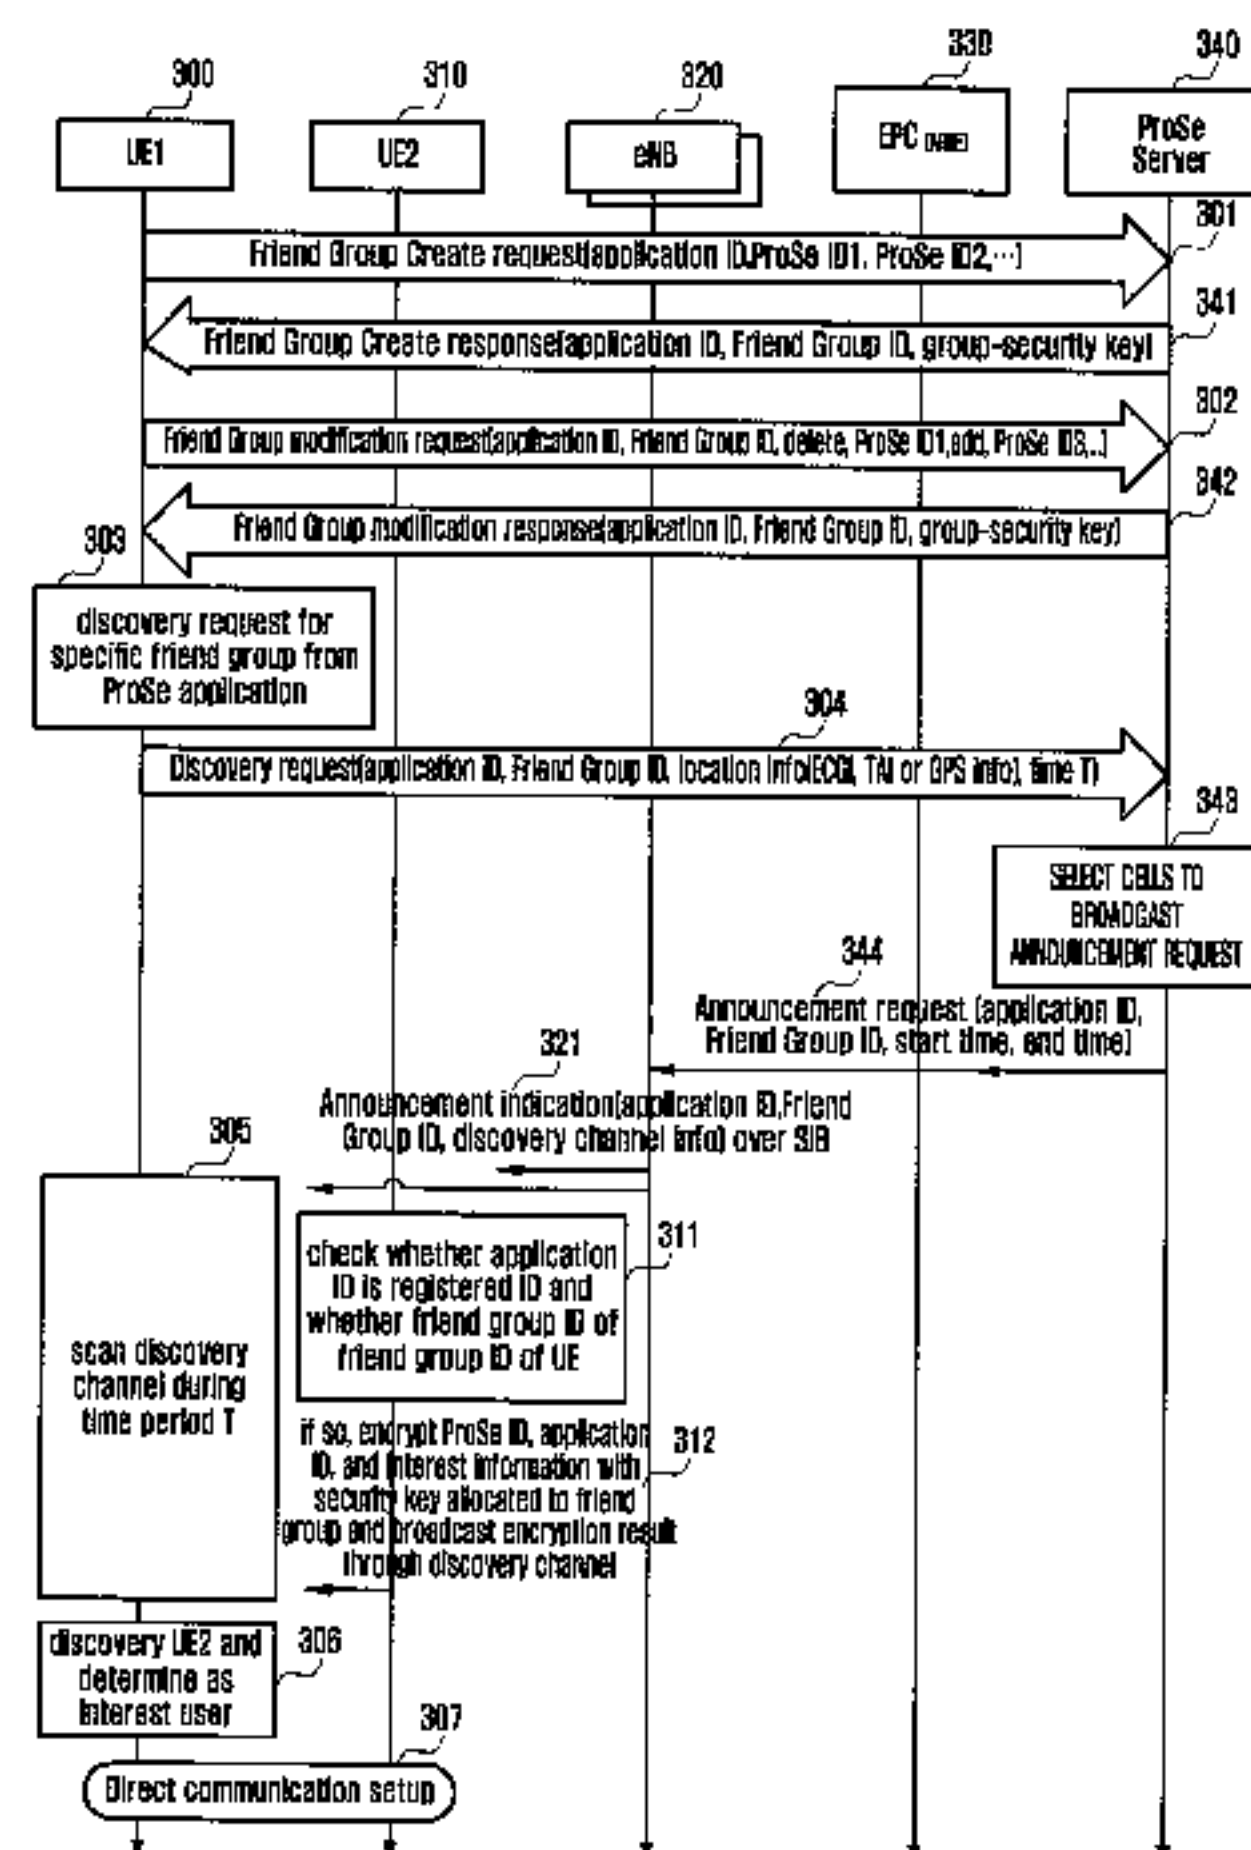 300
310
320
330
340
UE1
UE2
eNB
EPC
ProSe
Server
301
Friend Group Create request(application ID,ProSe ID1, ProSe ID2,...)
341
Friend Group Create response(application ID, Friend Group ID, group-security key)
302
Friend Group modification request(application ID, Friend Group ID, delete, ProSe ID1,add, ProSe ID3,..)
342
Friend Group modification response(application ID, Friend Group ID, group-security key)
303
discovery request for
specific friend group from
ProSe application
304
Discovery request(application ID, Friend Group ID, location info(ECGI, TAI or GPS info), time T)
343
SELECT CELLS TO
BROADCAST
ANNOUNCEMENT REQUEST
344
Announcement request (application ID,
Friend Group ID, start time, end time)
321
Announcement indication(application ID,Friend
Group ID, discovery channel info) over SIB
305
scan discovery
channel during
time period T
311
check whether application
ID is registered ID and
whether friend group ID of
friend group ID of UE
312
if so, encrypt ProSe ID, application
ID, and interest information with
security key allocated to friend
group and broadcast encryption result
through discovery channel
306
discovery UE2 and
determine as
interest user
307
Direct communication setup